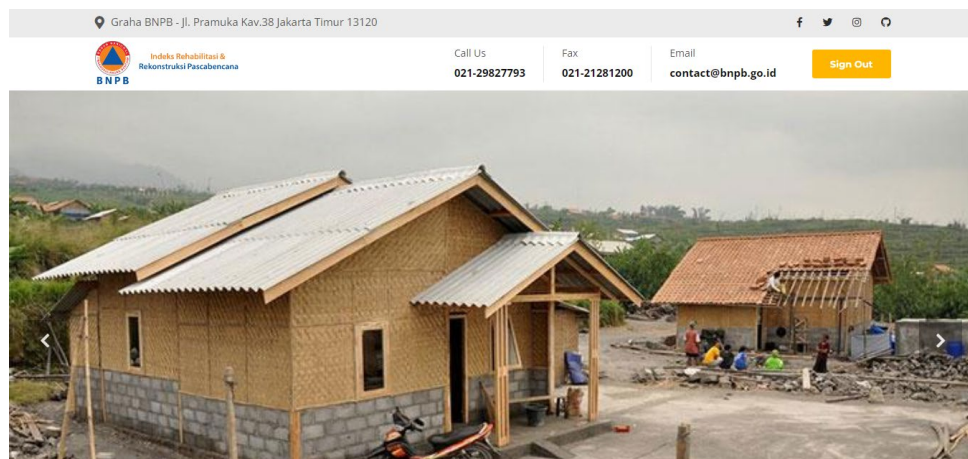 Graha BNPB - Jl. Pramuka Kav.38 Jakarta Timur 13120
BNPB
Indeks Rehabilitasi &
Rekonstruksi Pascabencana
Call Us
021-29827793
Fax
021-21281200
Email
contact@bnpb.go.id
Sign Out